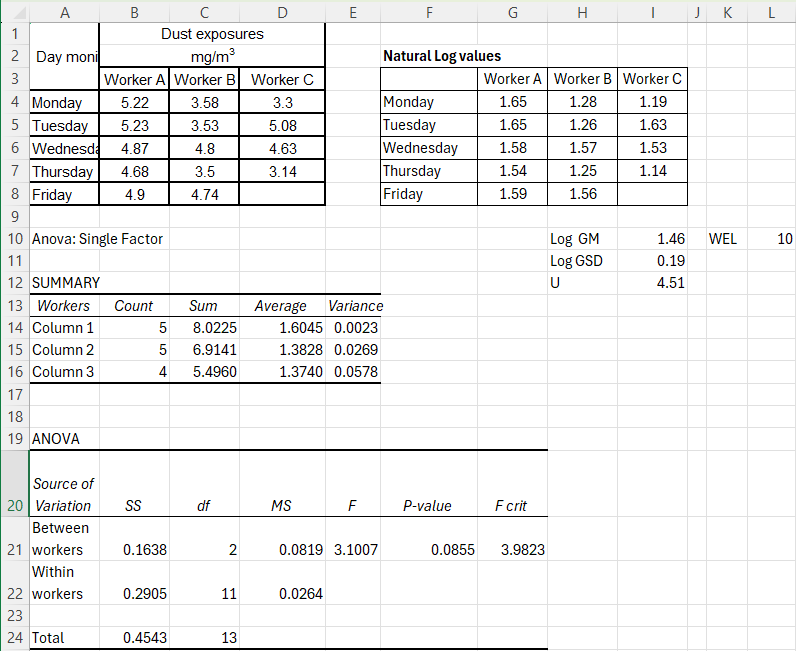 A B C D E F G H I J K L
1 Dust exposures
2 Day moni mg/m³ Natural Log values
3 Worker A Worker B Worker C Worker A Worker B Worker C
4 Monday 5.22 3.58 3.3 Monday 1.65 1.28 1.19
5 Tuesday 5.23 3.53 5.08 Tuesday 1.65 1.26 1.63
6 Wednesda 4.87 4.8 4.63 Wednesday 1.58 1.57 1.53
7 Thursday 4.68 3.5 3.14 Thursday 1.54 1.25 1.14
8 Friday 4.9 4.74 Friday 1.59 1.56
9
10 Anova: Single Factor Log GM 1.46 WEL 10
11 Log GSD 0.19
12 SUMMARY U 4.51
13 Workers Count Sum Average Variance
14 Column 1 5 8.0225 1.6045 0.0023
15 Column 2 5 6.9141 1.3828 0.0269
16 Column 3 4 5.4960 1.3740 0.0578
17
18
19 ANOVA
Source of
20 Variation SS df MS F P-value F crit
Between
21 workers 0.1638 2 0.0819 3.1007 0.0855 3.9823
Within
22 workers 0.2905 11 0.0264
23
24 Total 0.4543 13